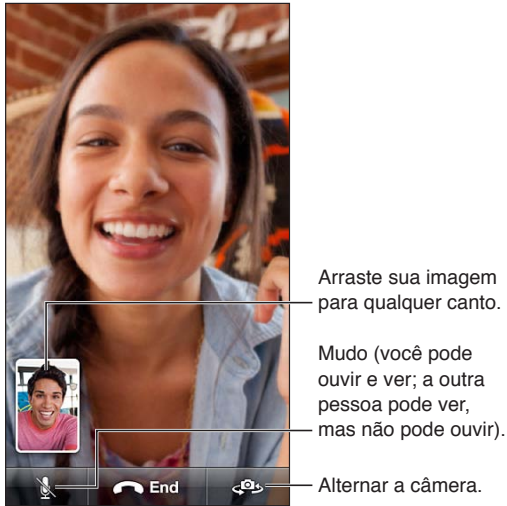 Arraste sua imagem
para qualquer canto.
Mudo (você pode
ouvir e ver; a outra
pessoa pode ver,
mas não pode ouvir).
End
Alternar a câmera.